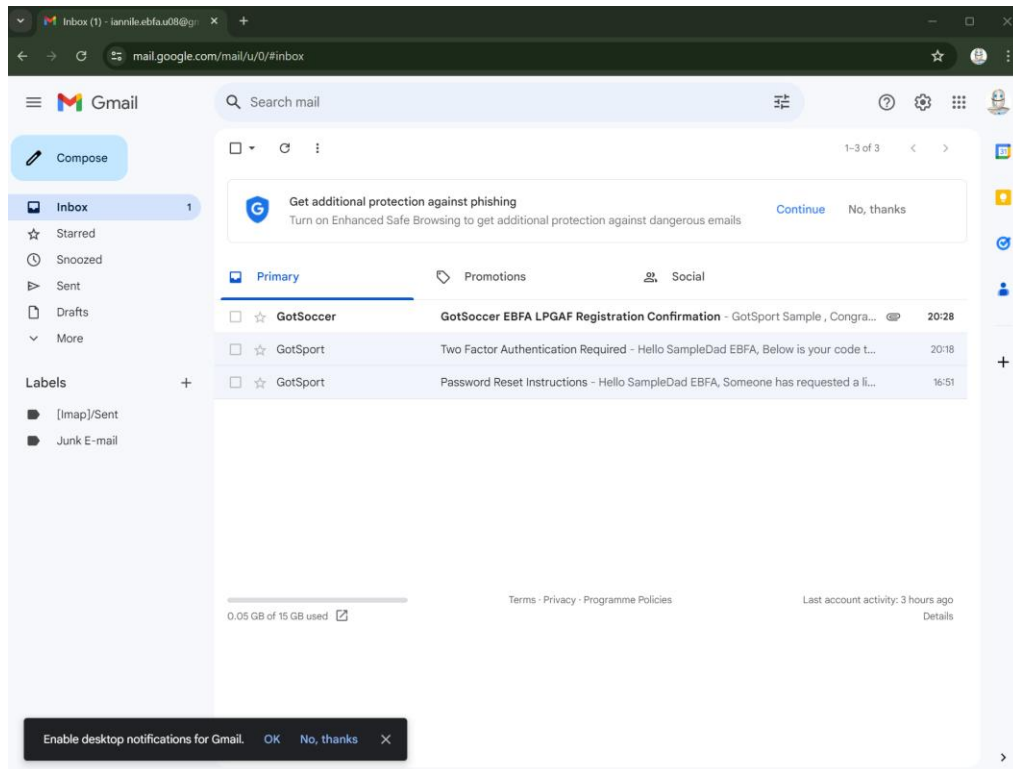 Inbox (1) - iannile.ebfa.u08@gm
mail.google.com/mail/u/0/#inbox
Gmail
Search mail
Compose
1–3 of 3
31
G
Get additional protection against phishing
Turn on Enhanced Safe Browsing to get additional protection against dangerous emails
Continue No, thanks
Inbox 1
Starred
Snoozed
Sent
Drafts
More
Primary Promotions Social
GotSoccer GotSoccer EBFA LPGAF Registration Confirmation - GotSport Sample , Congra... 20:28
GotSport Two Factor Authentication Required - Hello SampleDad EBFA, Below is your code t... 20:18
GotSport Password Reset Instructions - Hello SampleDad EBFA, Someone has requested a li... 16:51
Labels
[Imap]/Sent
Junk E-mail
Terms · Privacy · Programme Policies
Last account activity: 3 hours ago
0.05 GB of 15 GB used
Details
Enable desktop notifications for Gmail. OK No, thanks